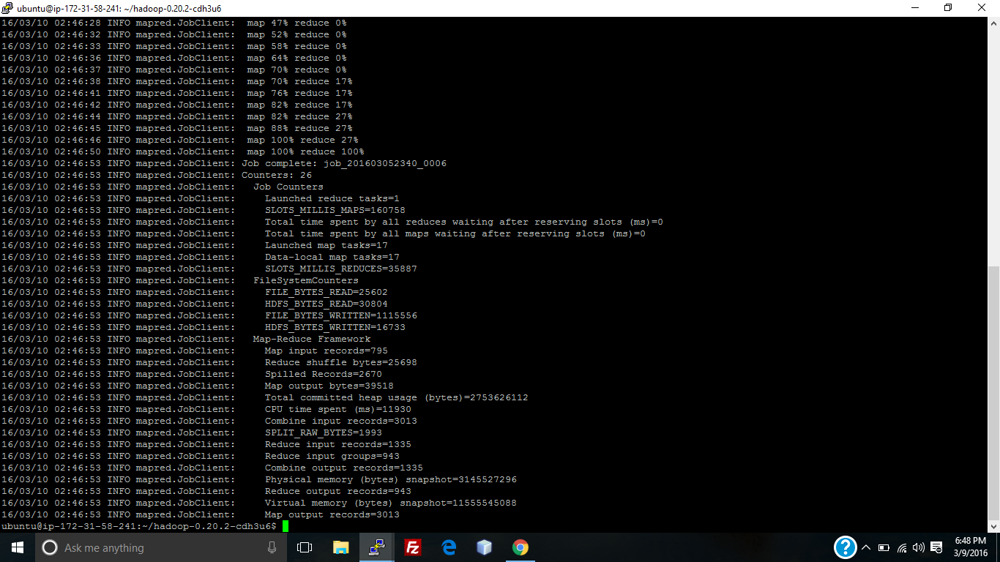 ubuntu@ip-172-31-58-241: ~/hadoop-0.20.2-cdh3u6
16/03/10 02:46:28 INFO mapred.JobClient:  map 47% reduce 0%
16/03/10 02:46:32 INFO mapred.JobClient:  map 52% reduce 0%
16/03/10 02:46:33 INFO mapred.JobClient:  map 58% reduce 0%
16/03/10 02:46:36 INFO mapred.JobClient:  map 64% reduce 0%
16/03/10 02:46:37 INFO mapred.JobClient:  map 70% reduce 0%
16/03/10 02:46:38 INFO mapred.JobClient:  map 70% reduce 17%
16/03/10 02:46:41 INFO mapred.JobClient:  map 76% reduce 17%
16/03/10 02:46:42 INFO mapred.JobClient:  map 82% reduce 17%
16/03/10 02:46:44 INFO mapred.JobClient:  map 82% reduce 27%
16/03/10 02:46:45 INFO mapred.JobClient:  map 88% reduce 27%
16/03/10 02:46:46 INFO mapred.JobClient:  map 100% reduce 27%
16/03/10 02:46:50 INFO mapred.JobClient:  map 100% reduce 100%
16/03/10 02:46:53 INFO mapred.JobClient: Job complete: job_201603052340_0006
16/03/10 02:46:53 INFO mapred.JobClient: Counters: 26
16/03/10 02:46:53 INFO mapred.JobClient:   Job Counters
16/03/10 02:46:53 INFO mapred.JobClient:     Launched reduce tasks=1
16/03/10 02:46:53 INFO mapred.JobClient:     SLOTS_MILLIS_MAPS=160758
16/03/10 02:46:53 INFO mapred.JobClient:     Total time spent by all reduces waiting after reserving slots (ms)=0
16/03/10 02:46:53 INFO mapred.JobClient:     Total time spent by all maps waiting after reserving slots (ms)=0
16/03/10 02:46:53 INFO mapred.JobClient:     Launched map tasks=17
16/03/10 02:46:53 INFO mapred.JobClient:     Data-local map tasks=17
16/03/10 02:46:53 INFO mapred.JobClient:     SLOTS_MILLIS_REDUCES=35887
16/03/10 02:46:53 INFO mapred.JobClient:   FileSystemCounters
16/03/10 02:46:53 INFO mapred.JobClient:     FILE_BYTES_READ=25602
16/03/10 02:46:53 INFO mapred.JobClient:     HDFS_BYTES_READ=30804
16/03/10 02:46:53 INFO mapred.JobClient:     FILE_BYTES_WRITTEN=1115556
16/03/10 02:46:53 INFO mapred.JobClient:     HDFS_BYTES_WRITTEN=16733
16/03/10 02:46:53 INFO mapred.JobClient:   Map-Reduce Framework
16/03/10 02:46:53 INFO mapred.JobClient:     Map input records=795
16/03/10 02:46:53 INFO mapred.JobClient:     Reduce shuffle bytes=25698
16/03/10 02:46:53 INFO mapred.JobClient:     Spilled Records=2670
16/03/10 02:46:53 INFO mapred.JobClient:     Map output bytes=39518
16/03/10 02:46:53 INFO mapred.JobClient:     Total committed heap usage (bytes)=2753626112
16/03/10 02:46:53 INFO mapred.JobClient:     CPU time spent (ms)=11930
16/03/10 02:46:53 INFO mapred.JobClient:     Combine input records=3013
16/03/10 02:46:53 INFO mapred.JobClient:     SPLIT_RAW_BYTES=1993
16/03/10 02:46:53 INFO mapred.JobClient:     Reduce input records=1335
16/03/10 02:46:53 INFO mapred.JobClient:     Reduce input groups=943
16/03/10 02:46:53 INFO mapred.JobClient:     Combine output records=1335
16/03/10 02:46:53 INFO mapred.JobClient:     Physical memory (bytes) snapshot=3145527296
16/03/10 02:46:53 INFO mapred.JobClient:     Reduce output records=943
16/03/10 02:46:53 INFO mapred.JobClient:     Virtual memory (bytes) snapshot=11555545088
16/03/10 02:46:53 INFO mapred.JobClient:     Map output records=3013
ubuntu@ip-172-31-58-241:~/hadoop-0.20.2-cdh3u6$
Ask me anything
Fz
?
6:48 PM
3/9/2016